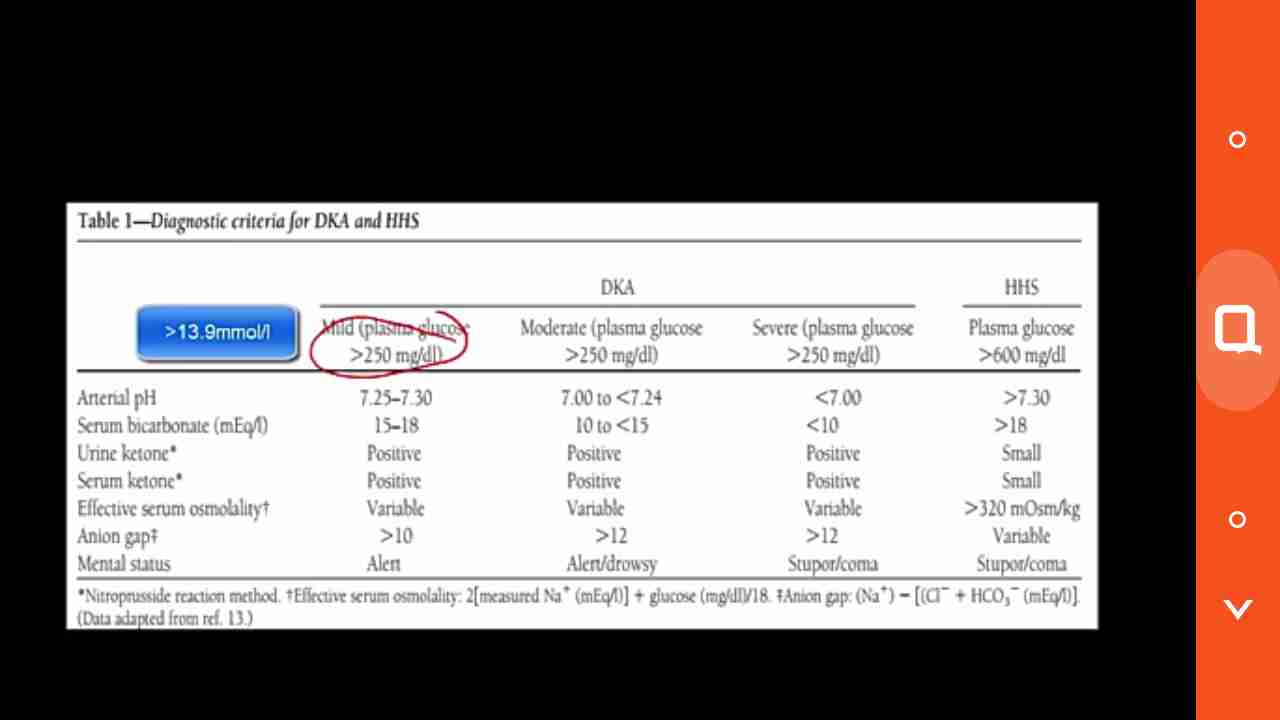 Table 1—Diagnostic criteria for DKA and HHS
DKA HHS
>13.9mmol/l
Mild (plasma glucose Moderate (plasma glucose Severe (plasma glucose Plasma glucose
>250 mg/dl) >250 mg/dl) >250 mg/dl) >600 mg/dl
Arterial pH 7.25–7.30 7.00 to <7.24 <7.00 >7.30
Serum bicarbonate (mEq/l) 15–18 10 to <15 <10 >18
Urine ketone* Positive Positive Positive Small
Serum ketone* Positive Positive Positive Small
Effective serum osmolality† Variable Variable Variable >320 mOsm/kg
Anion gap‡ >10 >12 >12 Variable
Mental status Alert Alert/drowsy Stupor/coma Stupor/coma
*Nitroprusside reaction method. †Effective serum osmolality: 2[measured Na⁺ (mEq/l)] + glucose (mg/dl)/18. ‡Anion gap: (Na⁺) − [(Cl⁻ + HCO₃⁻ (mEq/l)].
(Data adapted from ref. 13.)